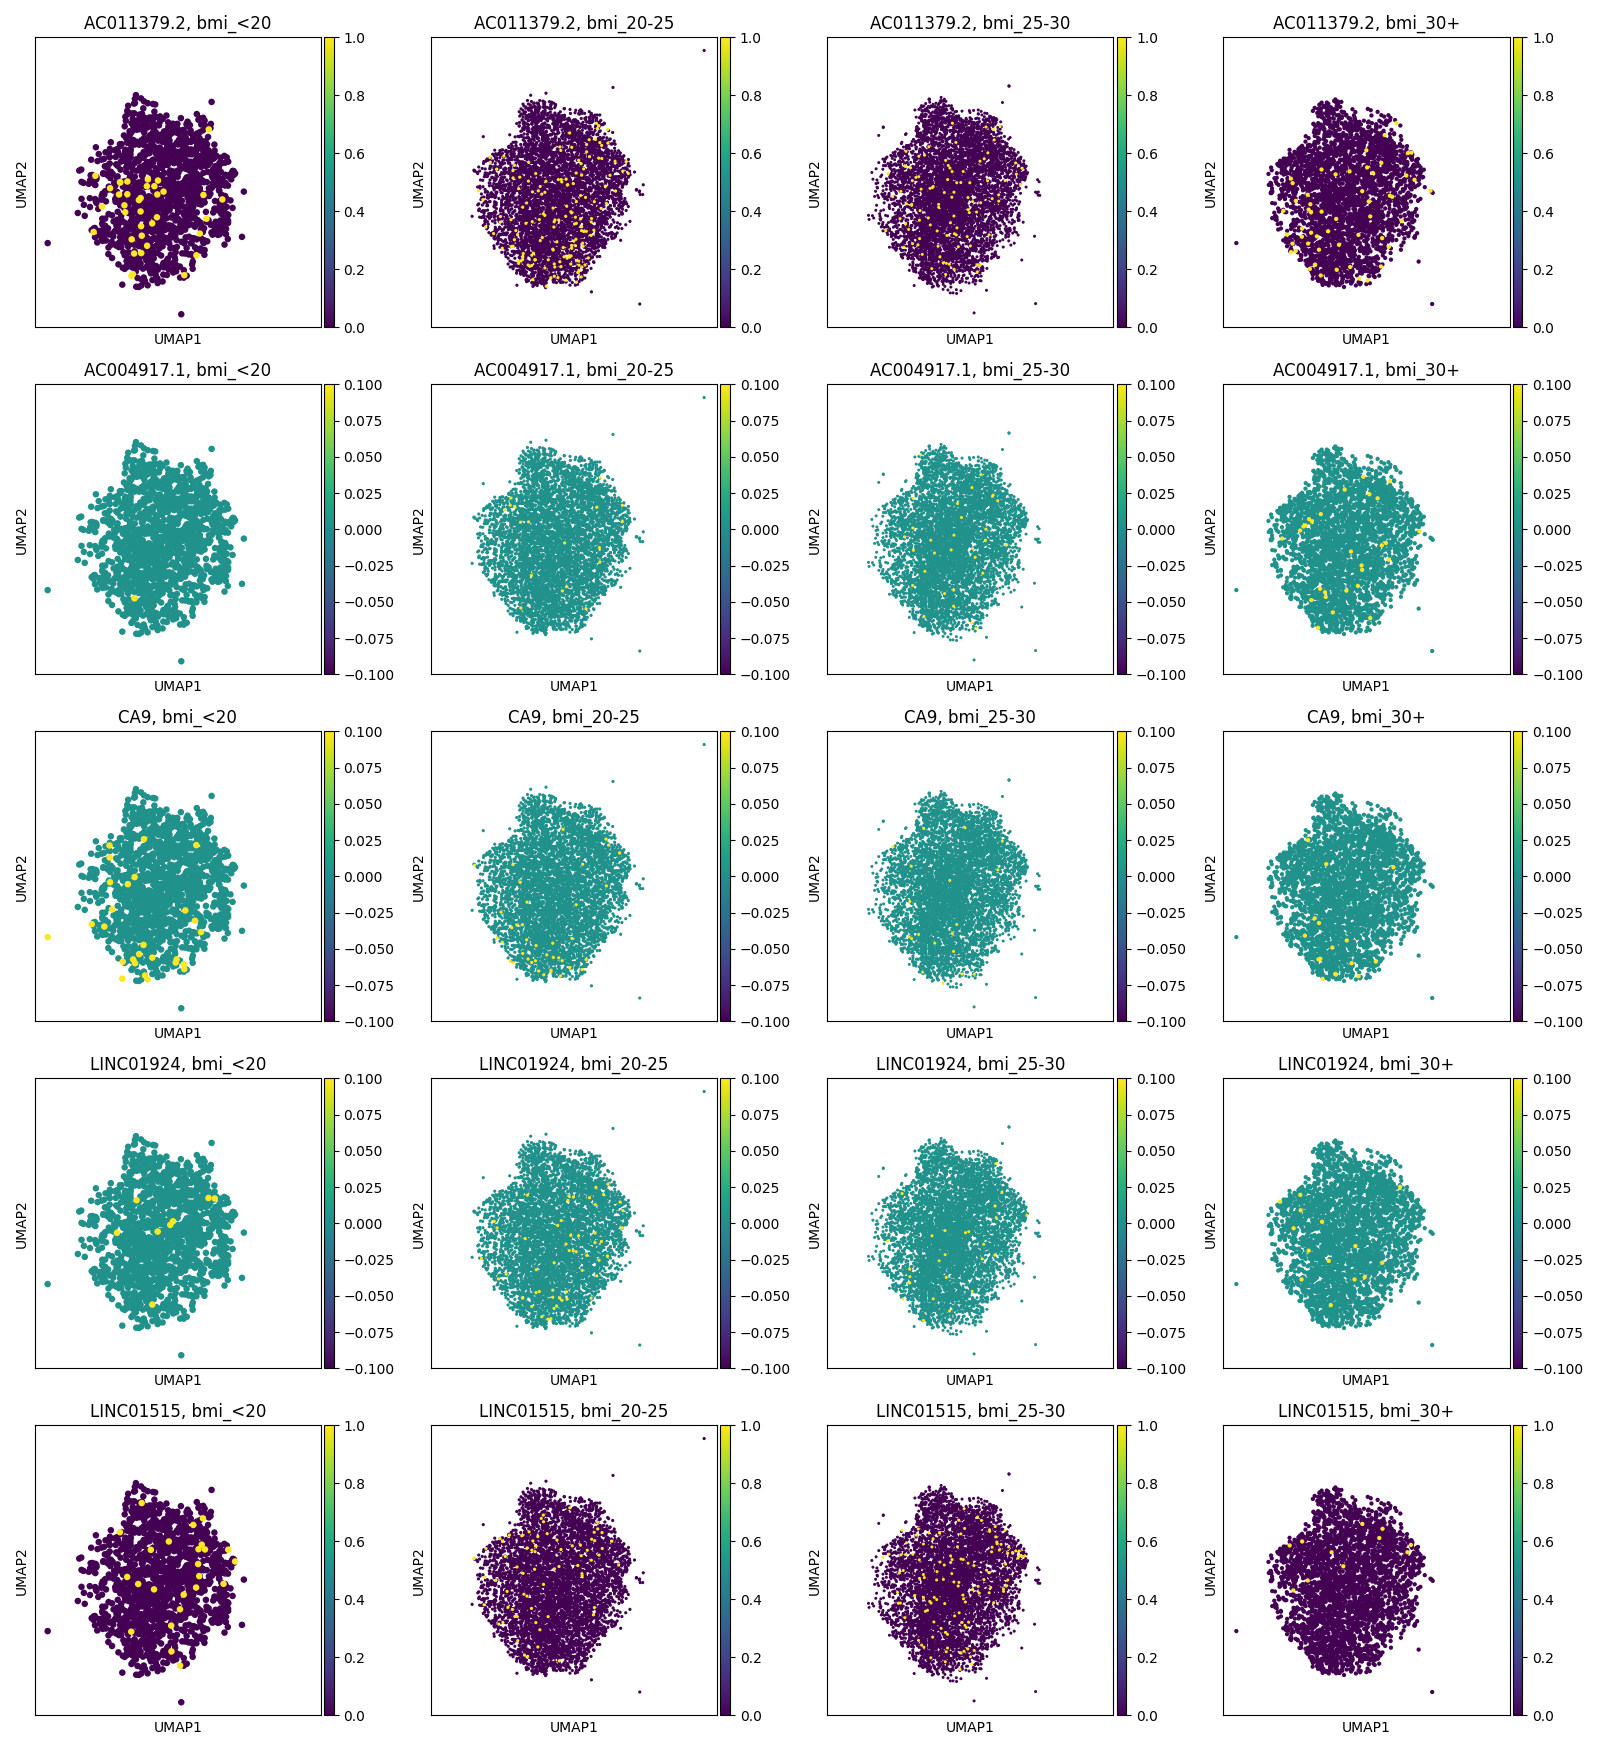 AC011379.2, bmi_<20
AC011379.2, bmi_20-25
AC011379.2, bmi_25-30
AC011379.2, bmi_30+
UMAP2
UMAP1
1.0
0.8
0.6
0.4
0.2
0.0
UMAP2
UMAP1
1.0
0.8
0.6
0.4
0.2
0.0
UMAP2
UMAP1
1.0
0.8
0.6
0.4
0.2
0.0
UMAP2
UMAP1
1.0
0.8
0.6
0.4
0.2
0.0
AC004917.1, bmi_<20
AC004917.1, bmi_20-25
AC004917.1, bmi_25-30
AC004917.1, bmi_30+
UMAP2
UMAP1
0.100
0.075
0.050
0.025
0.000
−0.025
−0.050
−0.075
−0.100
UMAP2
UMAP1
0.100
0.075
0.050
0.025
0.000
−0.025
−0.050
−0.075
−0.100
UMAP2
UMAP1
0.100
0.075
0.050
0.025
0.000
−0.025
−0.050
−0.075
−0.100
UMAP2
UMAP1
0.100
0.075
0.050
0.025
0.000
−0.025
−0.050
−0.075
−0.100
CA9, bmi_<20
CA9, bmi_20-25
CA9, bmi_25-30
CA9, bmi_30+
UMAP2
UMAP1
0.100
0.075
0.050
0.025
0.000
−0.025
−0.050
−0.075
−0.100
UMAP2
UMAP1
0.100
0.075
0.050
0.025
0.000
−0.025
−0.050
−0.075
−0.100
UMAP2
UMAP1
0.100
0.075
0.050
0.025
0.000
−0.025
−0.050
−0.075
−0.100
UMAP2
UMAP1
0.100
0.075
0.050
0.025
0.000
−0.025
−0.050
−0.075
−0.100
LINC01924, bmi_<20
LINC01924, bmi_20-25
LINC01924, bmi_25-30
LINC01924, bmi_30+
UMAP2
UMAP1
0.100
0.075
0.050
0.025
0.000
−0.025
−0.050
−0.075
−0.100
UMAP2
UMAP1
0.100
0.075
0.050
0.025
0.000
−0.025
−0.050
−0.075
−0.100
UMAP2
UMAP1
0.100
0.075
0.050
0.025
0.000
−0.025
−0.050
−0.075
−0.100
UMAP2
UMAP1
0.100
0.075
0.050
0.025
0.000
−0.025
−0.050
−0.075
−0.100
LINC01515, bmi_<20
LINC01515, bmi_20-25
LINC01515, bmi_25-30
LINC01515, bmi_30+
UMAP2
UMAP1
1.0
0.8
0.6
0.4
0.2
0.0
UMAP2
UMAP1
1.0
0.8
0.6
0.4
0.2
0.0
UMAP2
UMAP1
1.0
0.8
0.6
0.4
0.2
0.0
UMAP2
UMAP1
1.0
0.8
0.6
0.4
0.2
0.0